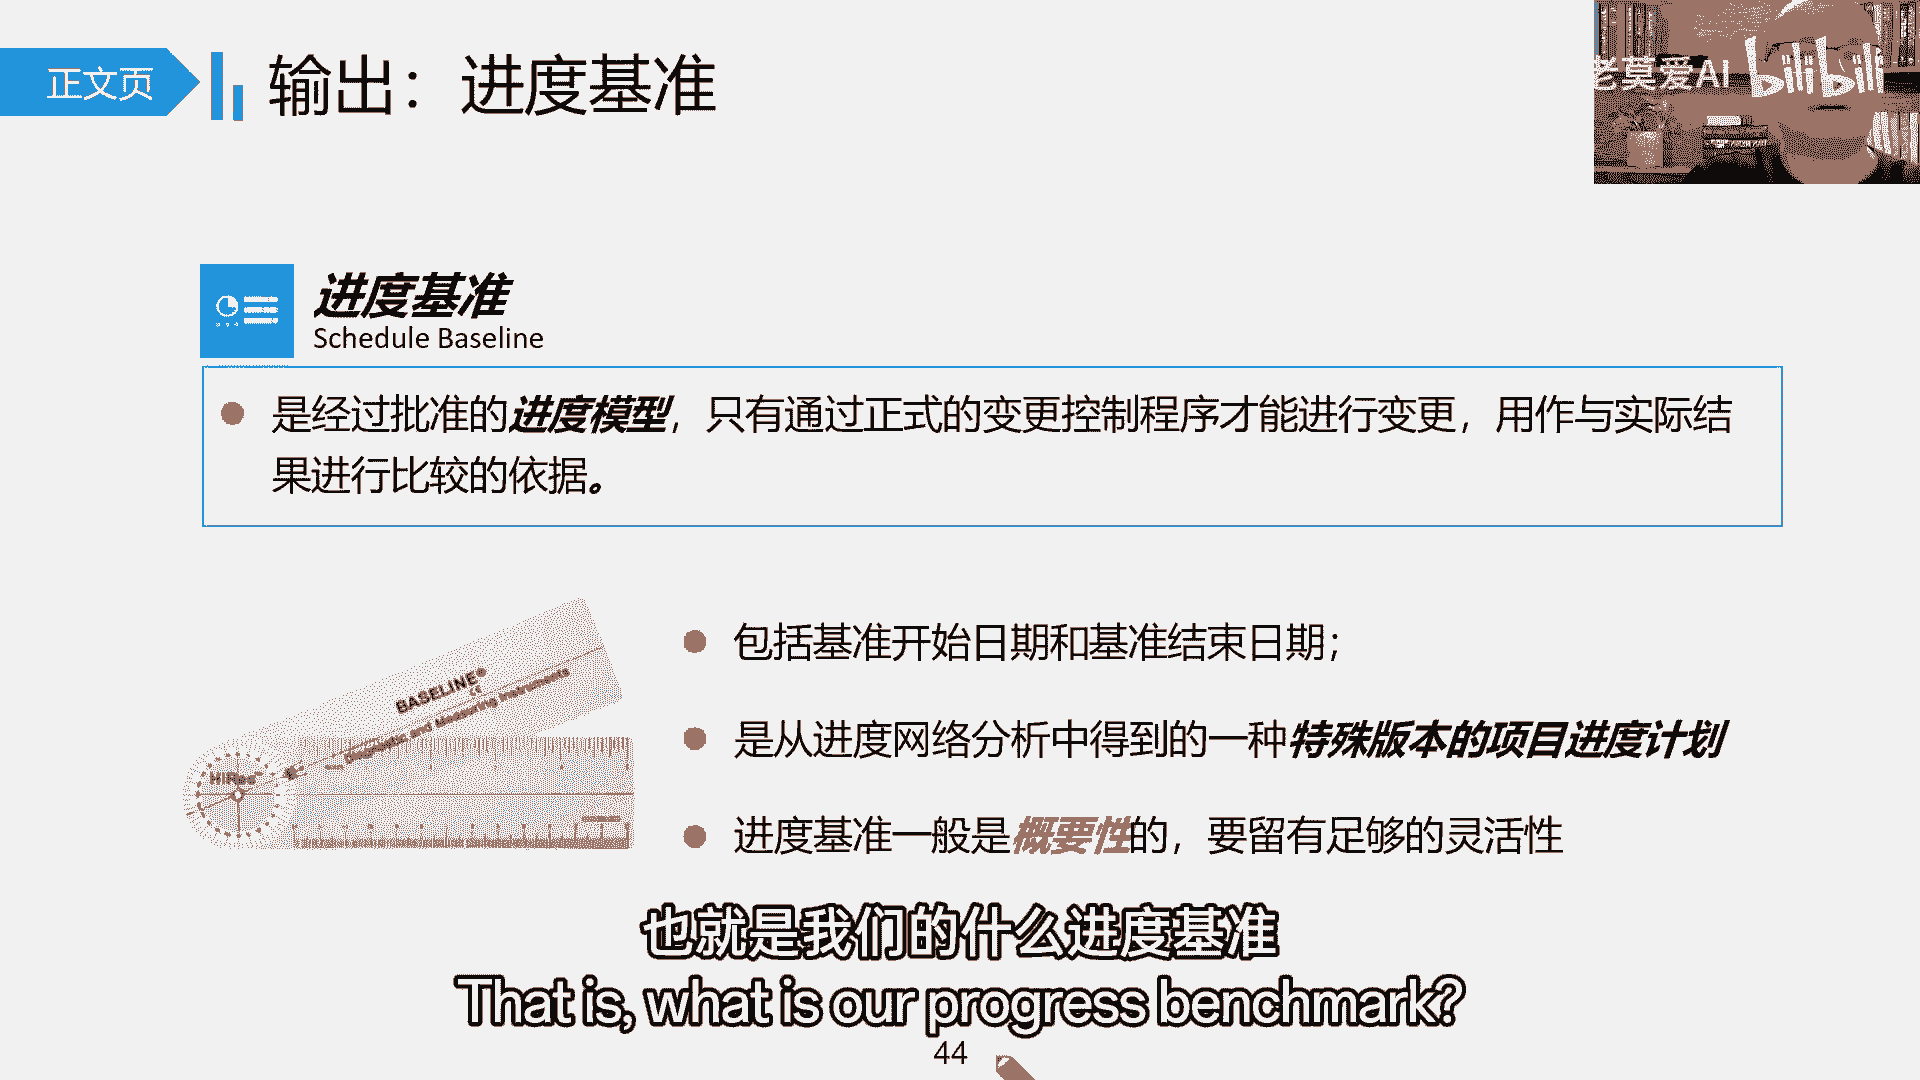 正文页
输出：进度基准
老莫爱AI bilibili
进度基准
Schedule Baseline
是经过批准的进度模型，只有通过正式的变更控制程序才能进行变更，用作与实际结
果进行比较的依据。
BASELINE®
Diagnostic and Measuring Instruments
HiRes™
包括基准开始日期和基准结束日期；
是从进度网络分析中得到的一种特殊版本的项目进度计划
进度基准一般是概要性的，要留有足够的灵活性
也就是我们的什么进度基准
That is, what is our progress benchmark?
44